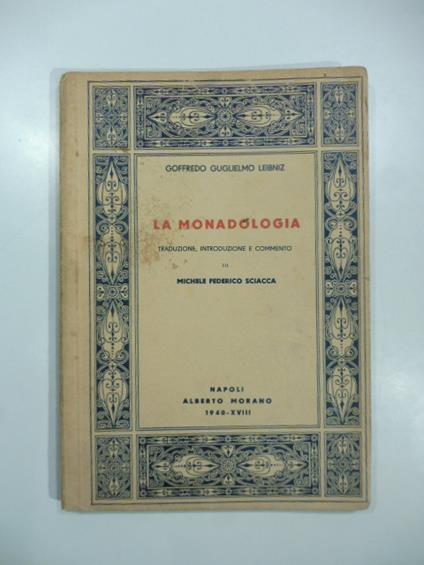 GOFFREDO GUGLIELMO LEIBNIZ
LA MONADOLOGIA
TRADUZIONE, INTRODUZIONE E COMMENTO
DI
MICHELE FEDERICO SCIACCA
NAPOLI
ALBERTO MORANO
1940-XVIII